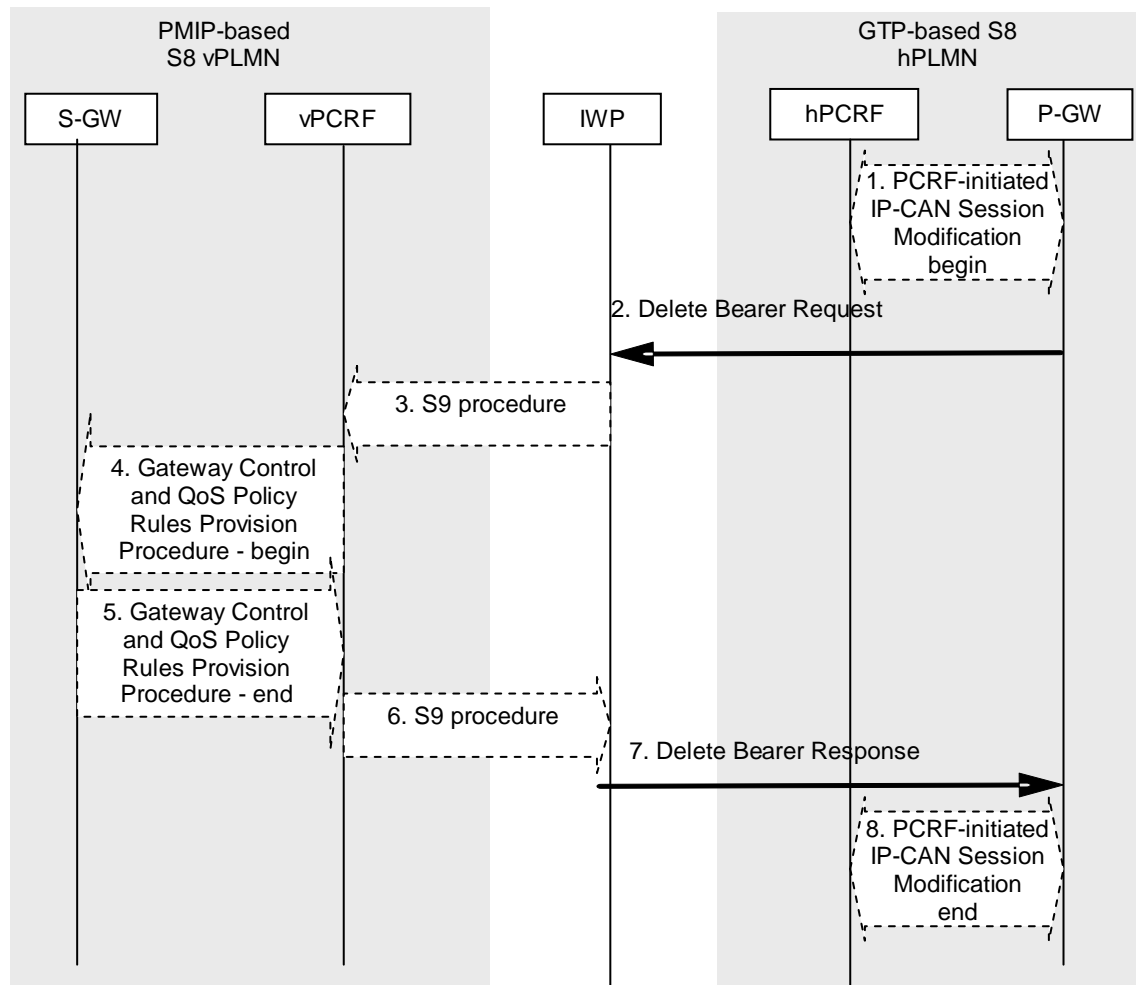 PMIP-based
S8 vPLMN
GTP-based S8
hPLMN
S-GW
vPCRF
IWP
hPCRF
P-GW
1. PCRF-initiated
IP-CAN Session
Modification
begin
2. Delete Bearer Request
3. S9 procedure
4. Gateway Control
and QoS Policy
Rules Provision
Procedure - begin
5. Gateway Control
and QoS Policy
Rules Provision
Procedure - end
6. S9 procedure
7. Delete Bearer Response
8. PCRF-initiated
IP-CAN Session
Modification
end